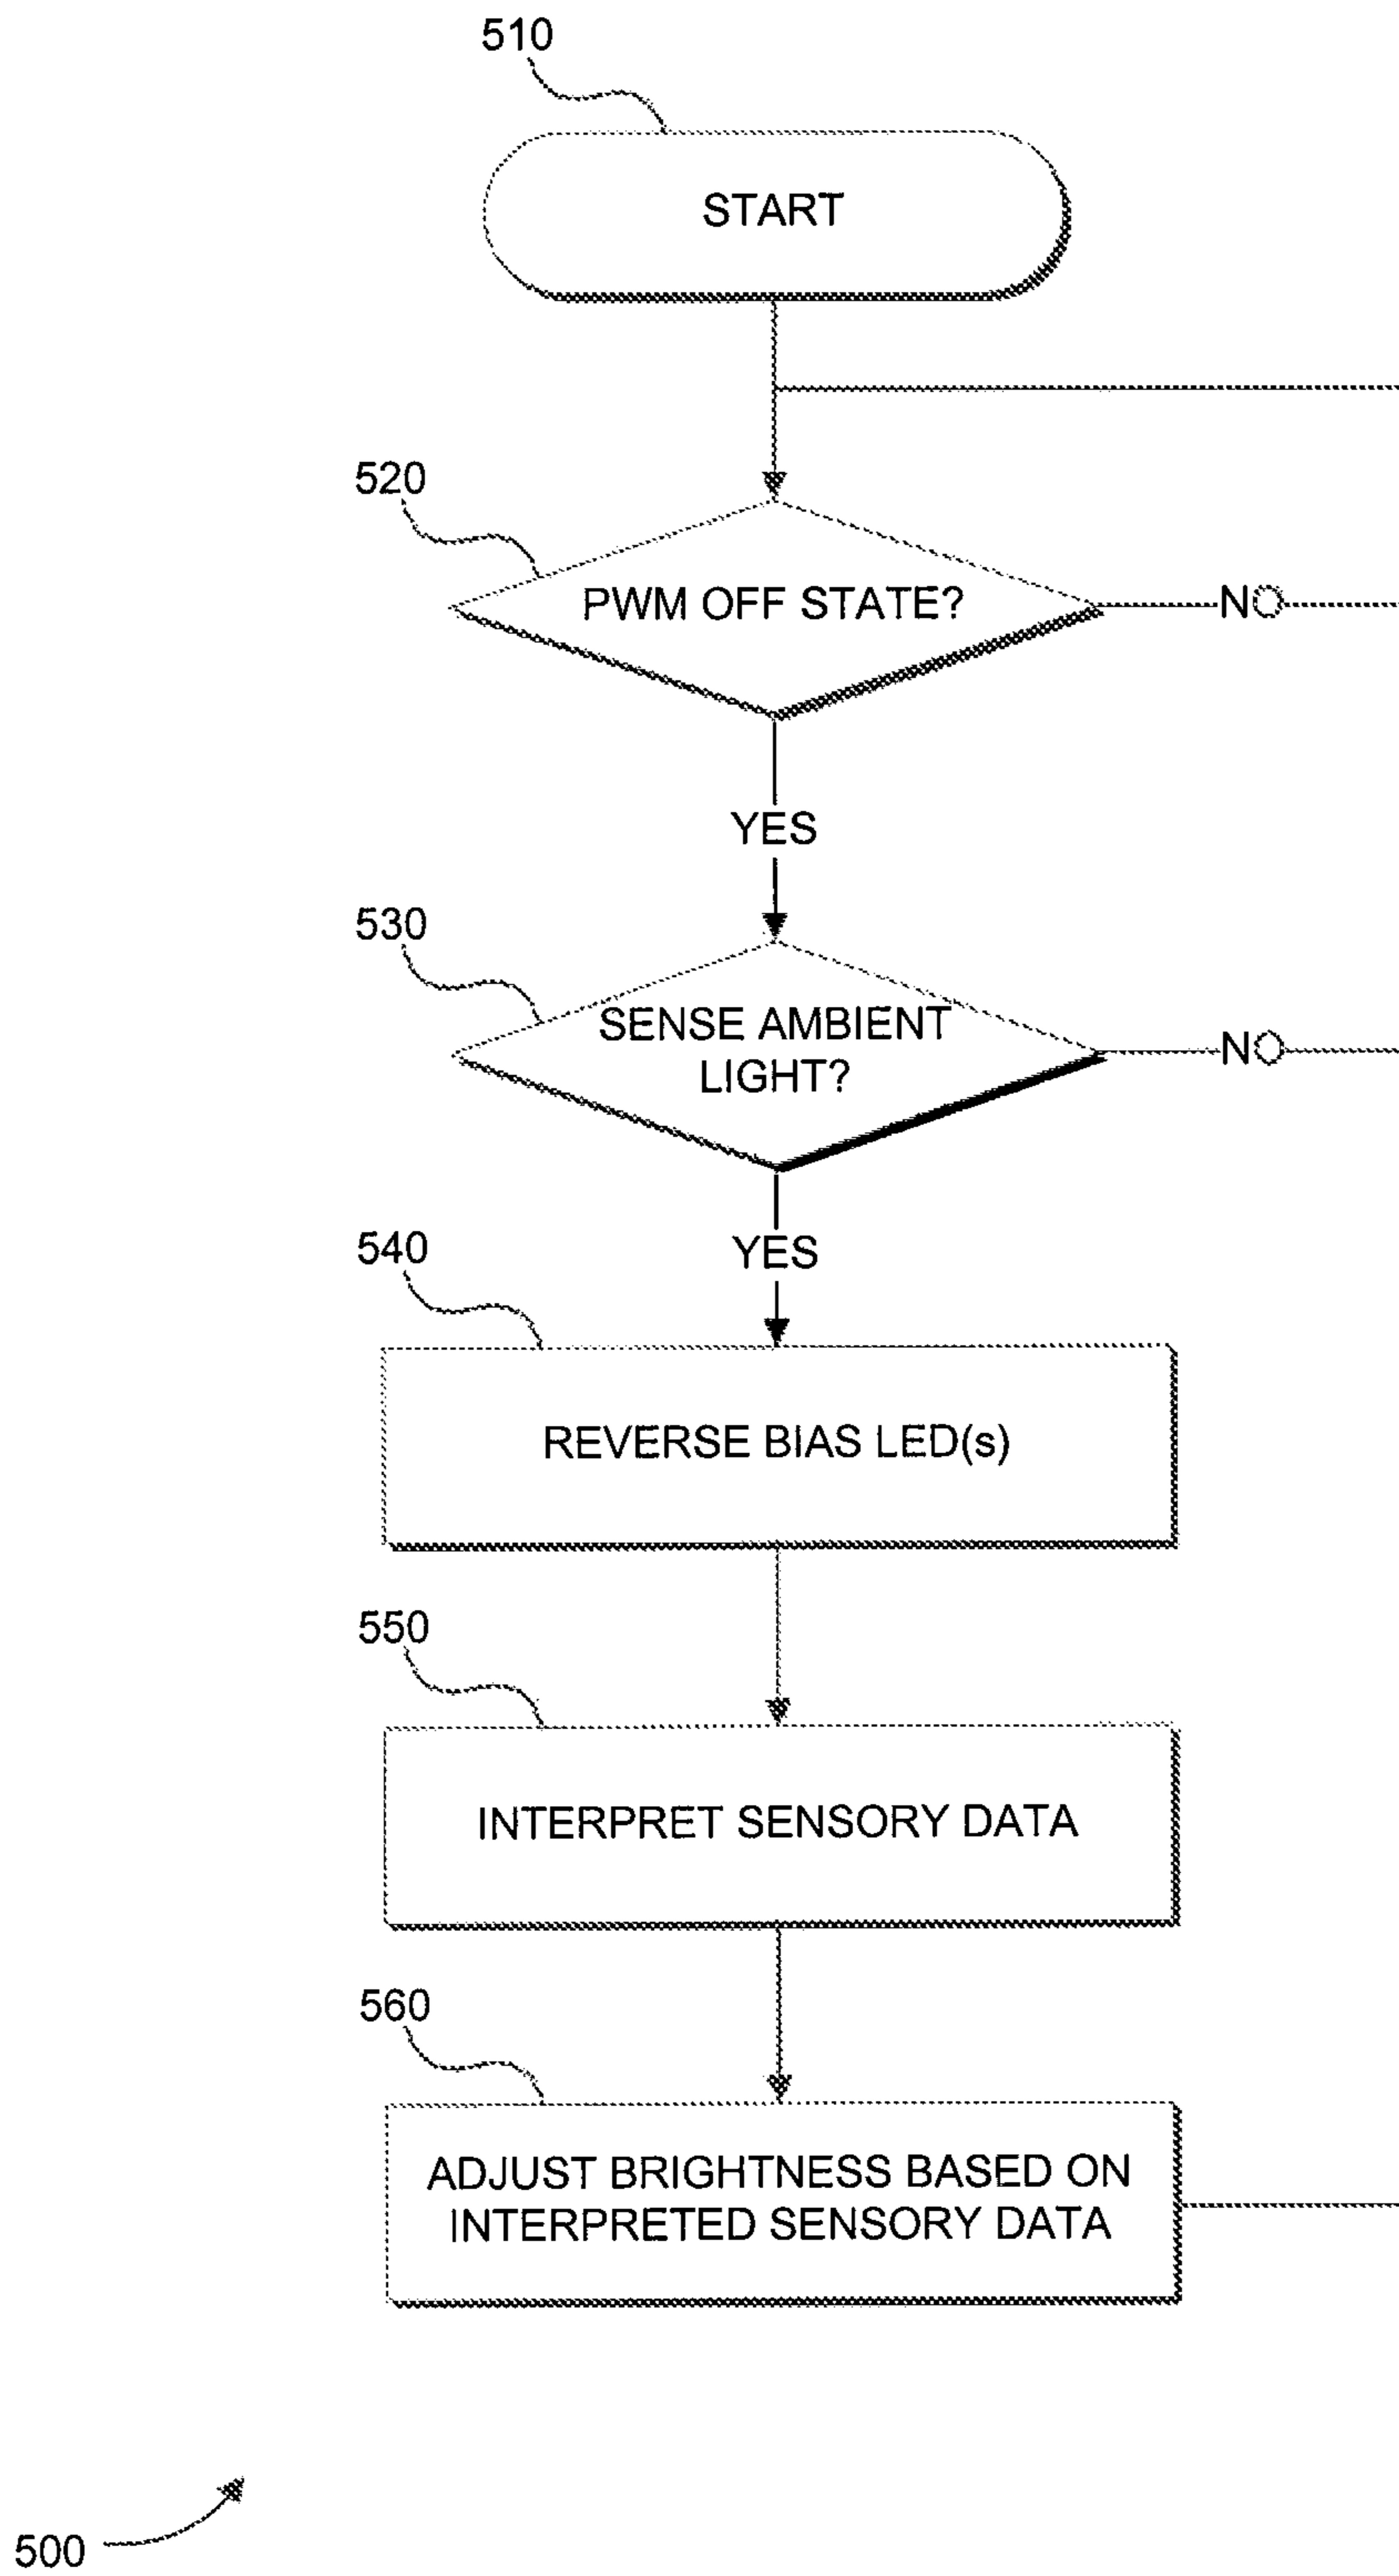 510
START
520
PWM OFF STATE?
NO
YES
530
SENSE AMBIENT
LIGHT?
NO
YES
540
REVERSE BIAS LED(s)
550
INTERPRET SENSORY DATA
560
ADJUST BRIGHTNESS BASED ON
INTERPRETED SENSORY DATA
500